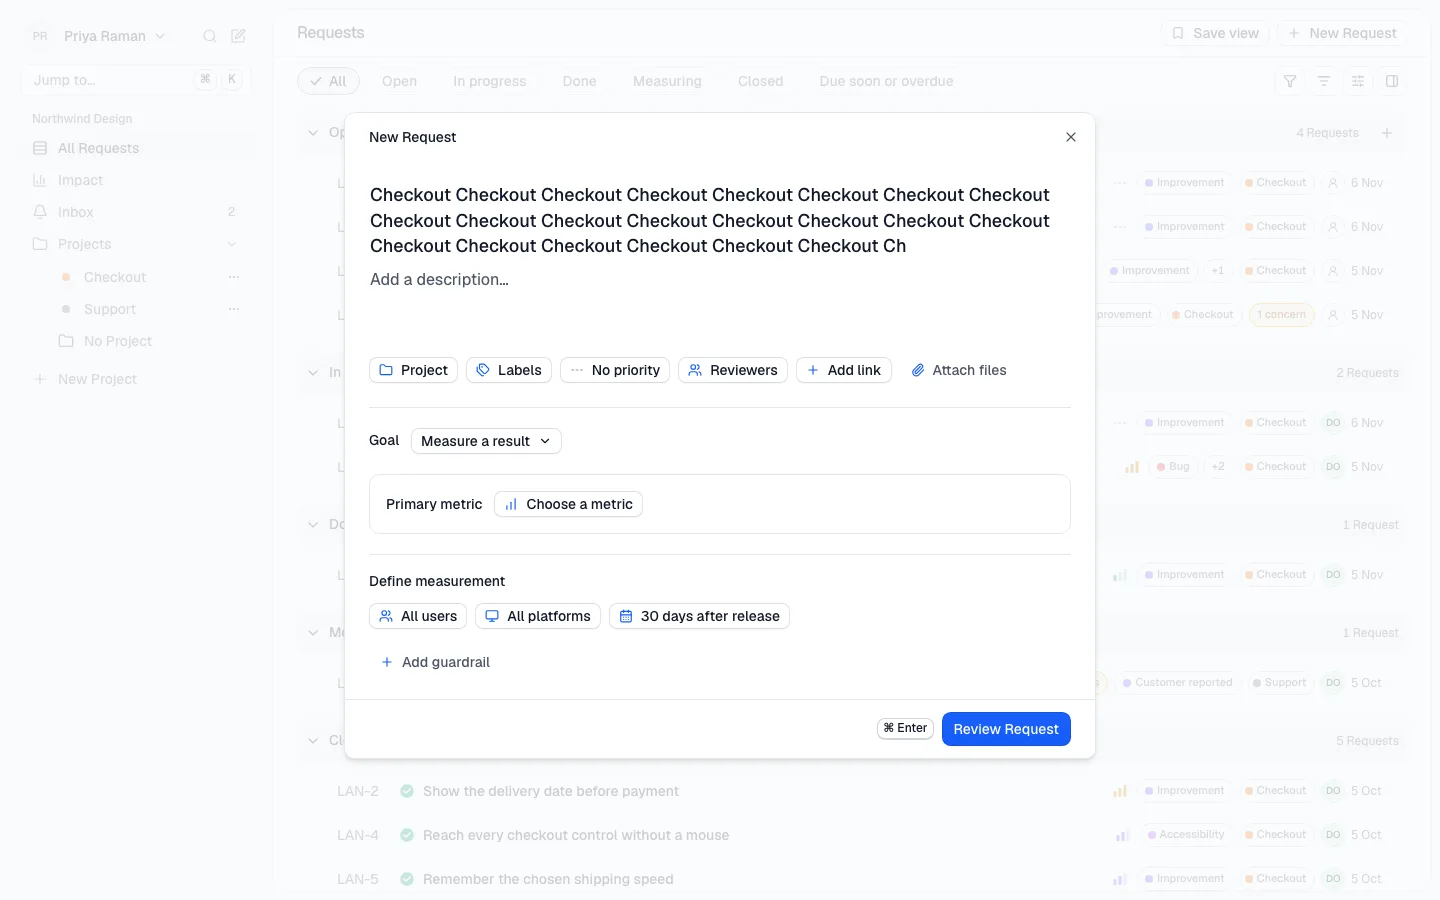 PR Priya Raman
Jump to... ⌘ K
Northwind Design
All Requests
Impact
Inbox 2
Projects
Checkout ...
Support ...
No Project
New Project
Requests
Save view
New Request
All
Open
In progress
Done
Measuring
Closed
Due soon or overdue
4 Requests
Improvement Checkout 6 Nov
Improvement Checkout 6 Nov
Improvement +1 Checkout 5 Nov
Checkout 1 concern 5 Nov
In
2 Requests
Improvement Checkout DO 6 Nov
Bug +2 Checkout DO 5 Nov
1 Request
Improvement Checkout DO 5 Nov
1 Request
Customer reported Support DO 5 Oct
5 Requests
LAN-2 Show the delivery date before payment Improvement Checkout DO 5 Oct
LAN-4 Reach every checkout control without a mouse Accessibility Checkout DO 5 Oct
LAN-5 Remember the chosen shipping speed Improvement Checkout DO 5 Oct
New Request
Checkout Checkout Checkout Checkout Checkout Checkout Checkout Checkout
Checkout Checkout Checkout Checkout Checkout Checkout Checkout Checkout
Checkout Checkout Checkout Checkout Checkout Checkout Ch
Add a description...
Project
Labels
No priority
Reviewers
Add link
Attach files
Goal Measure a result
Primary metric Choose a metric
Define measurement
All users
All platforms
30 days after release
Add guardrail
⌘ Enter
Review Request